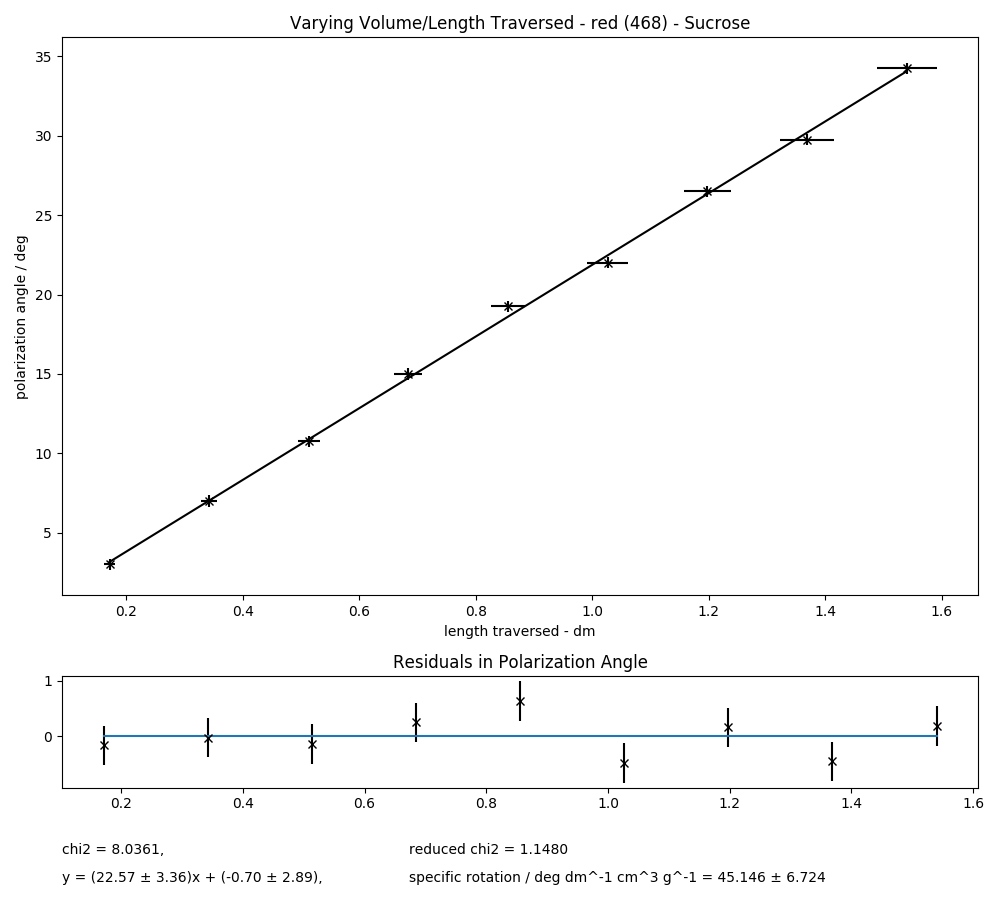 Varying Volume/Length Traversed - red (468) - Sucrose
35
30
25
20
15
10
5
polarization angle / deg
0.2 0.4 0.6 0.8 1.0 1.2 1.4 1.6
length traversed - dm
Residuals in Polarization Angle
1
0
0.2 0.4 0.6 0.8 1.0 1.2 1.4 1.6
chi2 = 8.0361, reduced chi2 = 1.1480
y = (22.57 ± 3.36)x + (-0.70 ± 2.89), specific rotation / deg dm^-1 cm^3 g^-1 = 45.146 ± 6.724